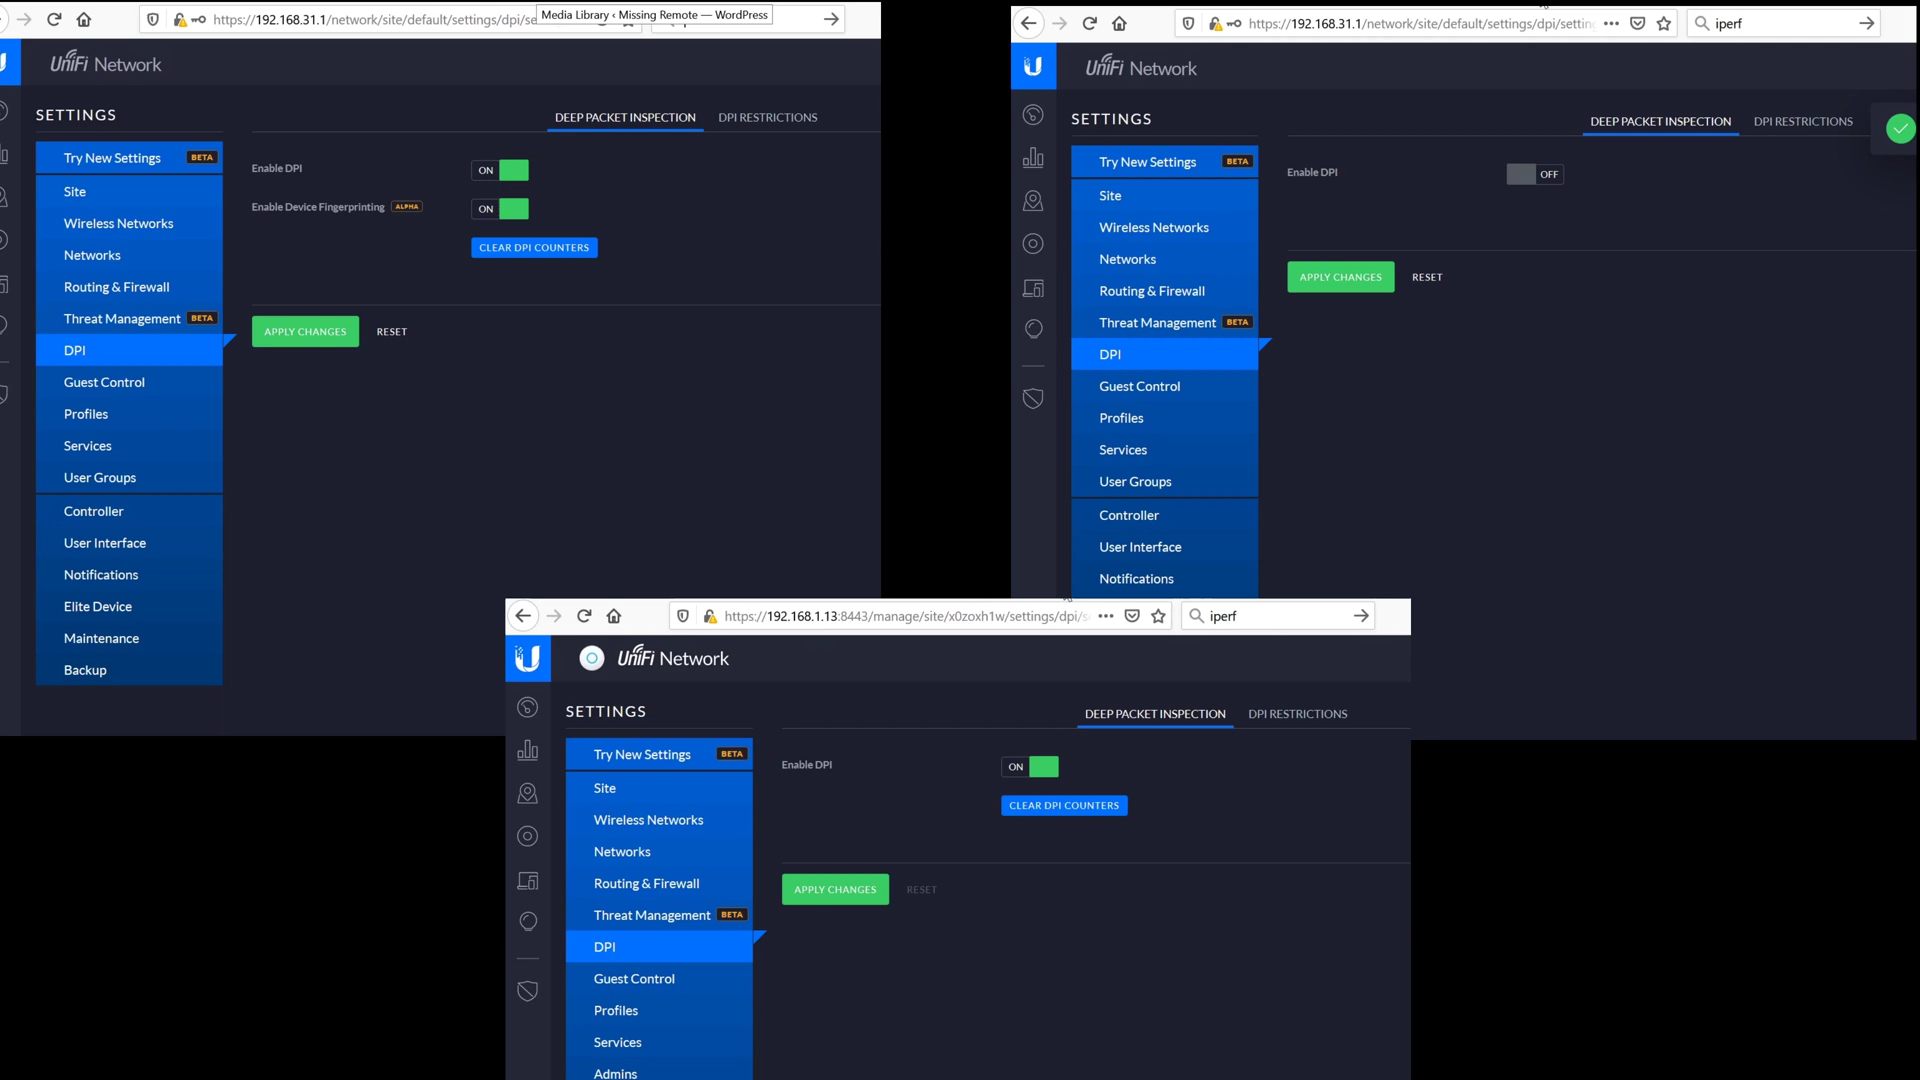 https://192.168.31.1/network/site/default/settings/dpi/se
Media Library ‹ Missing Remote — WordPress
UniFi Network
SETTINGS
DEEP PACKET INSPECTION
DPI RESTRICTIONS
Try New Settings BETA
Site
Wireless Networks
Networks
Routing & Firewall
Threat Management BETA
DPI
Guest Control
Profiles
Services
User Groups
Controller
User Interface
Notifications
Elite Device
Maintenance
Backup
Enable DPI
ON
Enable Device Fingerprinting ALPHA
ON
CLEAR DPI COUNTERS
APPLY CHANGES
RESET
https://192.168.31.1/network/site/default/settings/dpi/settin
iperf
U
UniFi Network
SETTINGS
DEEP PACKET INSPECTION
DPI RESTRICTIONS
Try New Settings BETA
Site
Wireless Networks
Networks
Routing & Firewall
Threat Management BETA
DPI
Guest Control
Profiles
Services
User Groups
Controller
User Interface
Notifications
Enable DPI
OFF
APPLY CHANGES
RESET
https://192.168.1.13:8443/manage/site/x0zoxh1w/settings/dpi/s
iperf
U
UniFi Network
SETTINGS
DEEP PACKET INSPECTION
DPI RESTRICTIONS
Try New Settings BETA
Site
Wireless Networks
Networks
Routing & Firewall
Threat Management BETA
DPI
Guest Control
Profiles
Services
Admins
Enable DPI
ON
CLEAR DPI COUNTERS
APPLY CHANGES
RESET